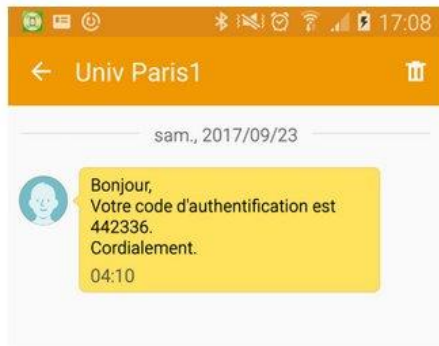 17:08
Univ Paris1
sam., 2017/09/23
Bonjour,
Votre code d'authentification est
442336.
Cordialement.
04:10